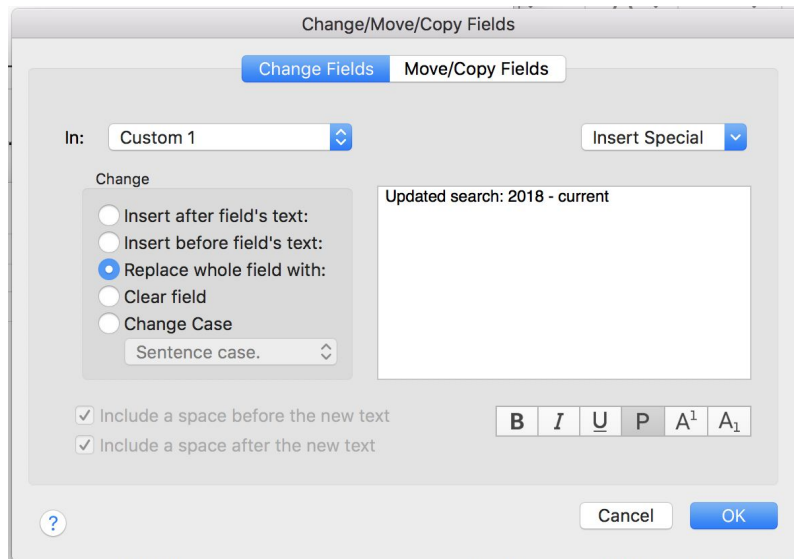 Change/Move/Copy Fields
Change Fields Move/Copy Fields
In: Custom 1 Insert Special
Change
Updated search: 2018 - current
Insert after field's text:
Insert before field's text:
Replace whole field with:
Clear field
Change Case
Sentence case.
Include a space before the new text
Include a space after the new text
B I U P A1 A1
? Cancel OK